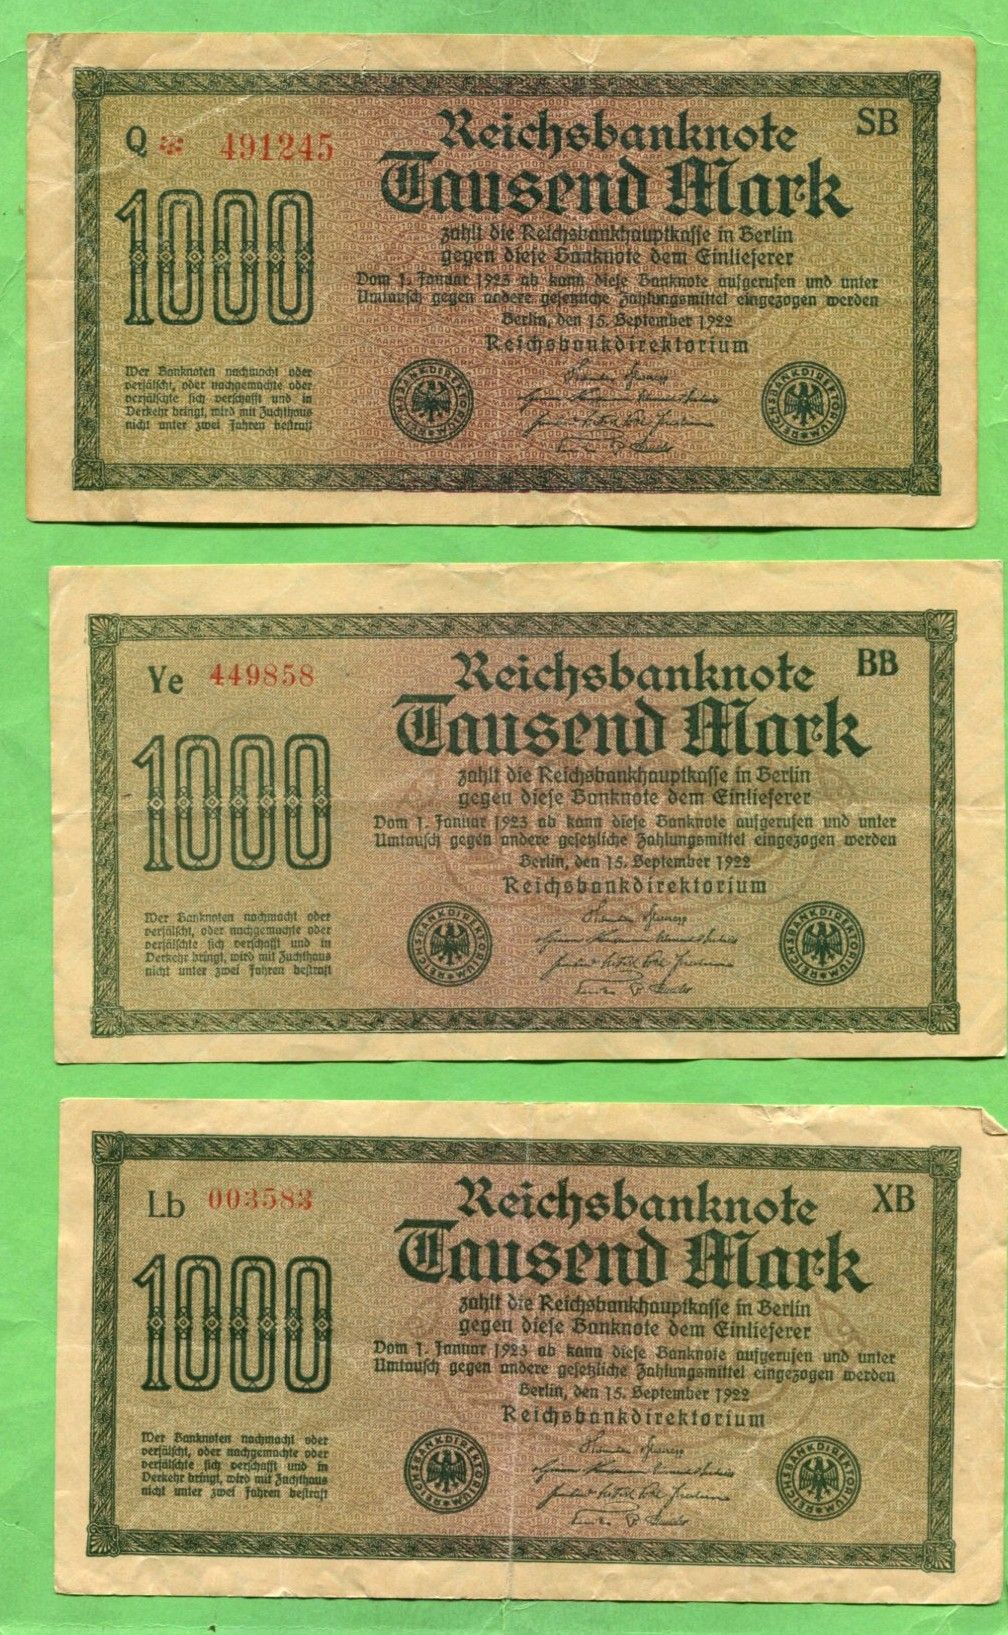 Q * 491245
SB
Reichsbanknote
Tausend Mark
1000
zahlt die Reichsbankhauptkasse in Berlin
gegen diese Banknote dem Einlieferer
Vom 1. Januar 1923 ab kann diese Banknote aufgerufen und unter
Umtausch gegen andere gesetzliche Zahlungsmittel eingezogen werden
Berlin, den 15. September 1922
Reichsbankdirektorium
Wer Banknoten nachmacht oder
verfälscht, oder nachgemachte oder
verfälschte sich verschafft und in
Verkehr bringt, wird mit Zuchthaus
nicht unter zwei Jahren bestraft
REICHSBANKDIREKTORIUM
REICHSBANKDIREKTORIUM
Ye 449858
BB
Reichsbanknote
Tausend Mark
1000
zahlt die Reichsbankhauptkasse in Berlin
gegen diese Banknote dem Einlieferer
Vom 1. Januar 1923 ab kann diese Banknote aufgerufen und unter
Umtausch gegen andere gesetzliche Zahlungsmittel eingezogen werden
Berlin, den 15. September 1922
Reichsbankdirektorium
Wer Banknoten nachmacht oder
verfälscht, oder nachgemachte oder
verfälschte sich verschafft und in
Verkehr bringt, wird mit Zuchthaus
nicht unter zwei Jahren bestraft
REICHSBANKDIREKTORIUM
REICHSBANKDIREKTORIUM
Lb 003583
XB
Reichsbanknote
Tausend Mark
1000
zahlt die Reichsbankhauptkasse in Berlin
gegen diese Banknote dem Einlieferer
Vom 1. Januar 1923 ab kann diese Banknote aufgerufen und unter
Umtausch gegen andere gesetzliche Zahlungsmittel eingezogen werden
Berlin, den 15. September 1922
Reichsbankdirektorium
Wer Banknoten nachmacht oder
verfälscht, oder nachgemachte oder
verfälschte sich verschafft und in
Verkehr bringt, wird mit Zuchthaus
nicht unter zwei Jahren bestraft
REICHSBANKDIREKTORIUM
REICHSBANKDIREKTORIUM